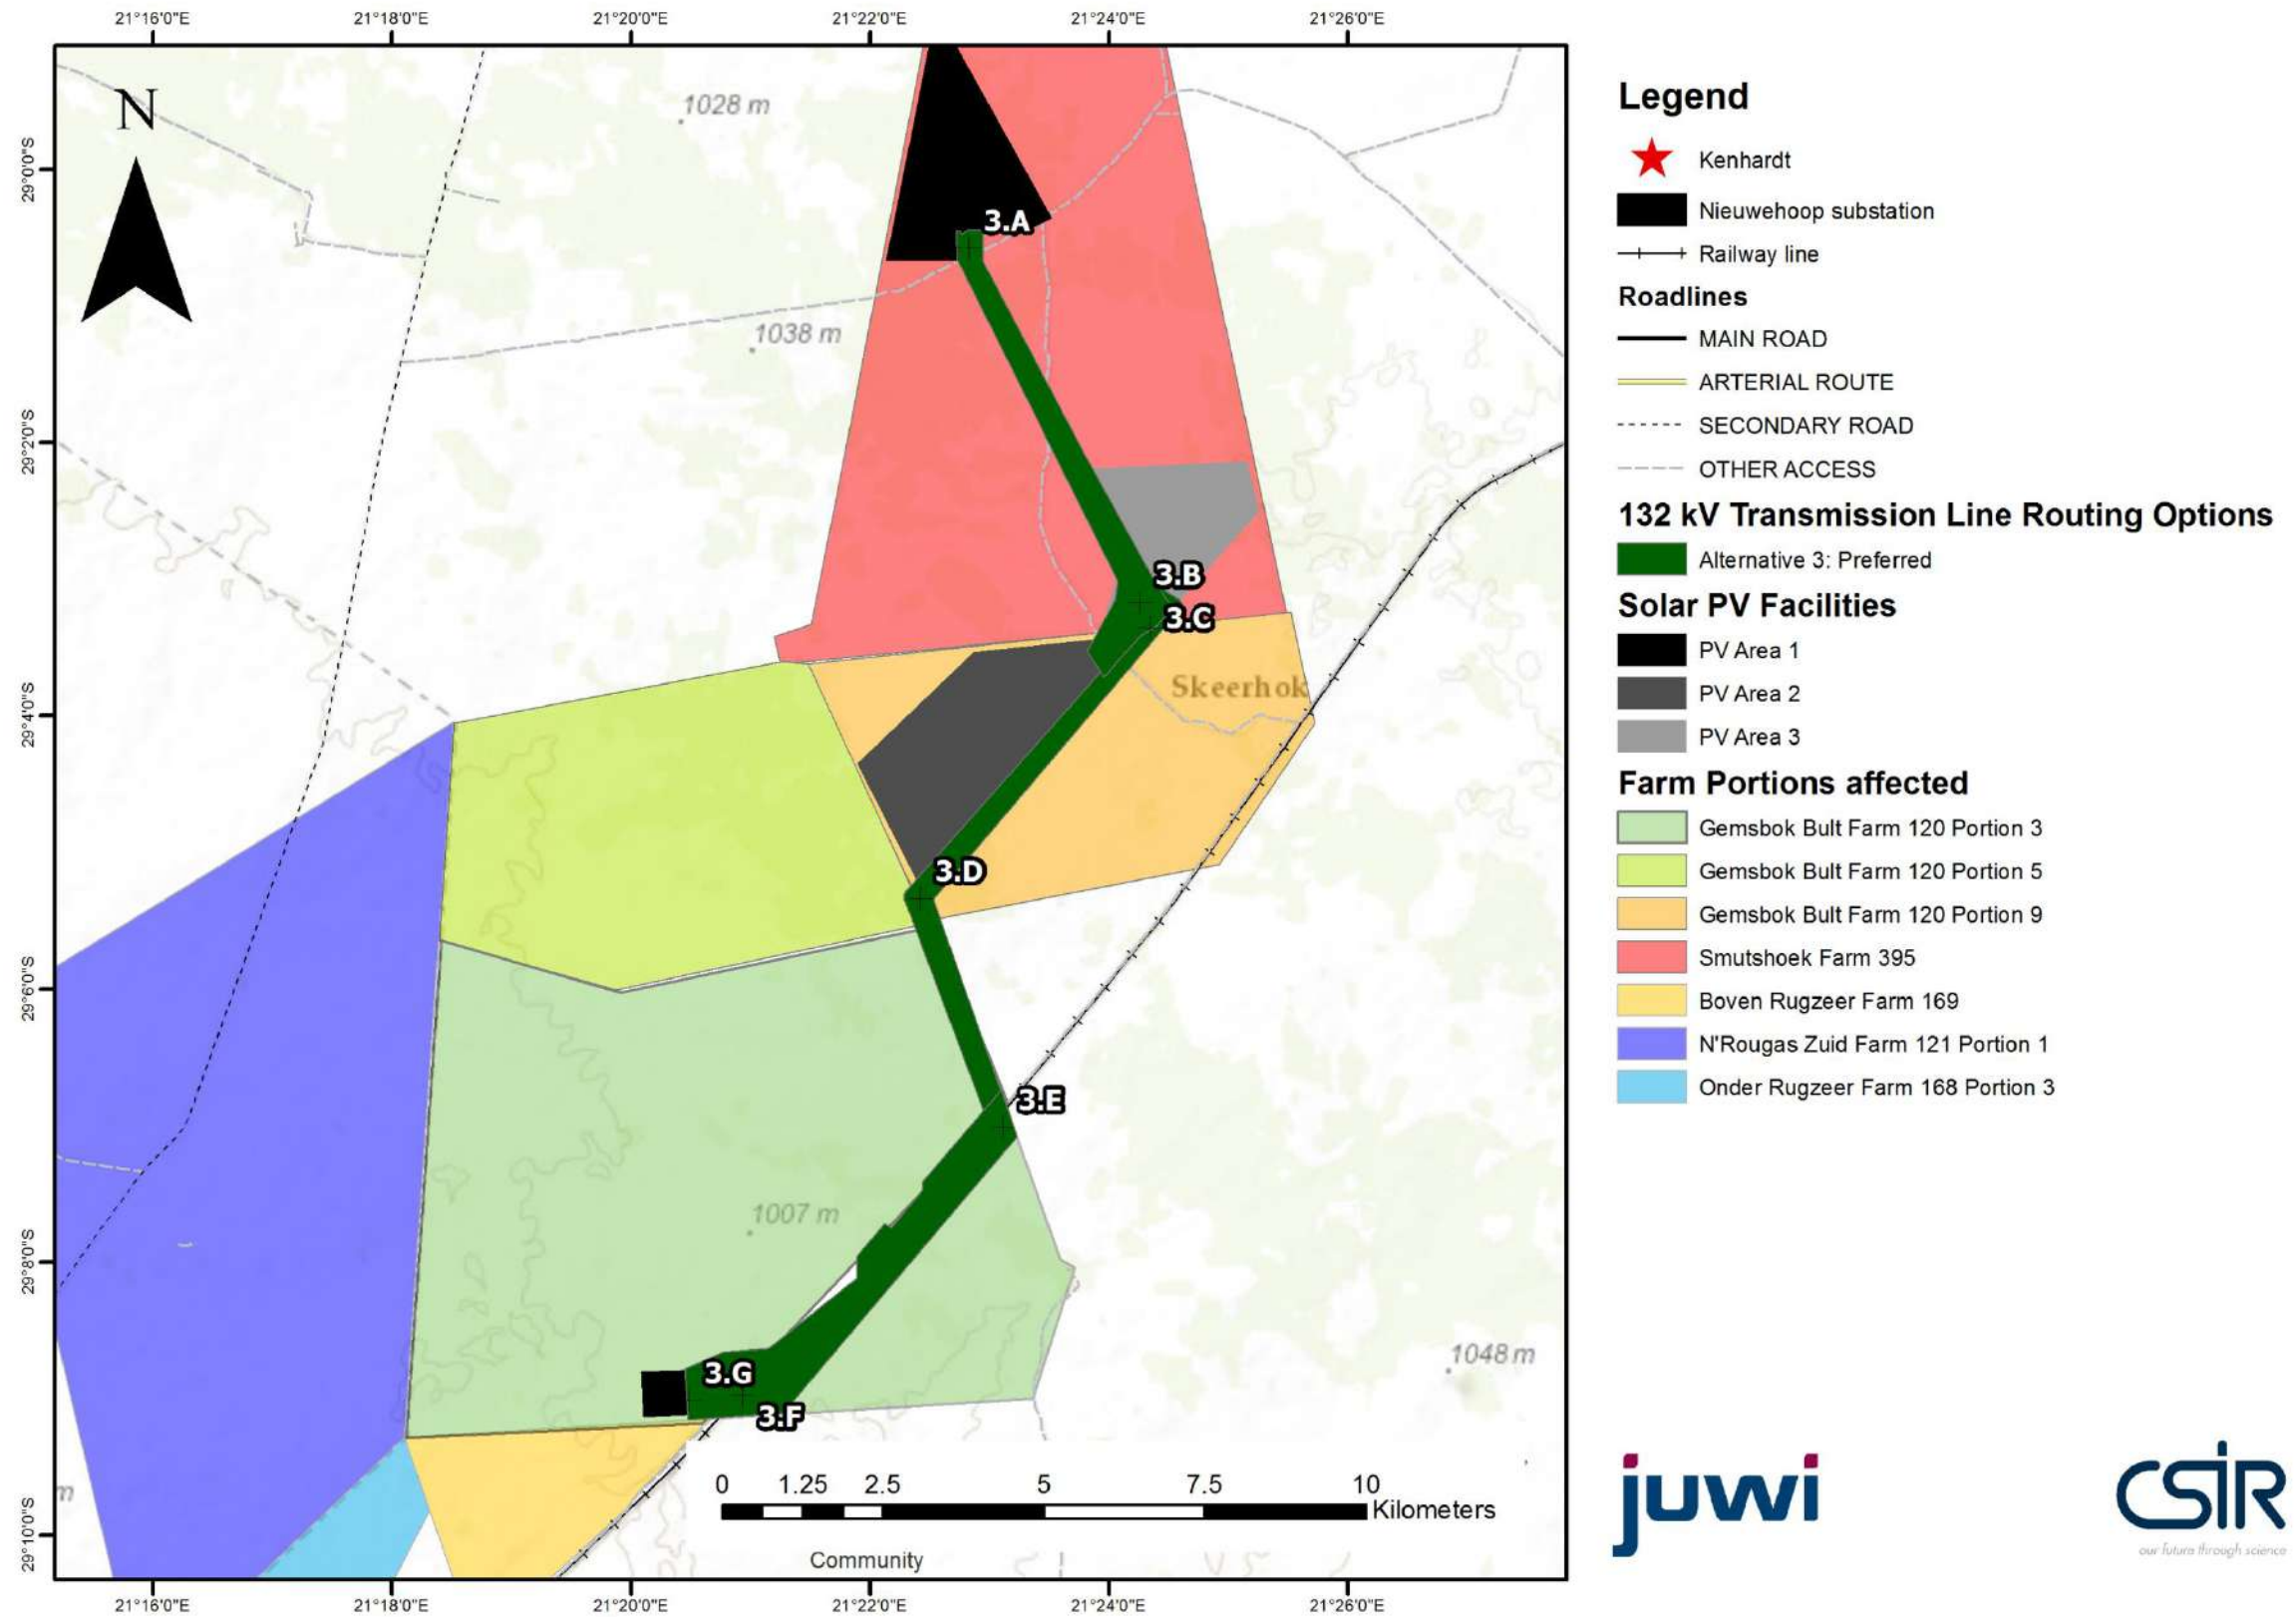 21°16'0"E 21°18'0"E 21°20'0"E 21°22'0"E 21°24'0"E 21°26'0"E
N
1028 m
29°0'0"S
3.A
1038 m
29°2'0"S
3.B
3.C
Skeerhok
29°4'0"S
3.D
29°6'0"S
3.E
1007 m
29°8'0"S
1048 m
3.G
3.F
0 1.25 2.5 5 7.5 10
Kilometers
m
29°10'0"S
Community
21°16'0"E 21°18'0"E 21°20'0"E 21°22'0"E 21°24'0"E 21°26'0"E
Legend
Kenhardt
Nieuwehoop substation
Railway line
Roadlines
MAIN ROAD
ARTERIAL ROUTE
SECONDARY ROAD
OTHER ACCESS
132 kV Transmission Line Routing Options
Alternative 3: Preferred
Solar PV Facilities
PV Area 1
PV Area 2
PV Area 3
Farm Portions affected
Gemsbok Bult Farm 120 Portion 3
Gemsbok Bult Farm 120 Portion 5
Gemsbok Bult Farm 120 Portion 9
Smutshoek Farm 395
Boven Rugzeer Farm 169
N'Rougas Zuid Farm 121 Portion 1
Onder Rugzeer Farm 168 Portion 3
juwi
CSIR
our future through science